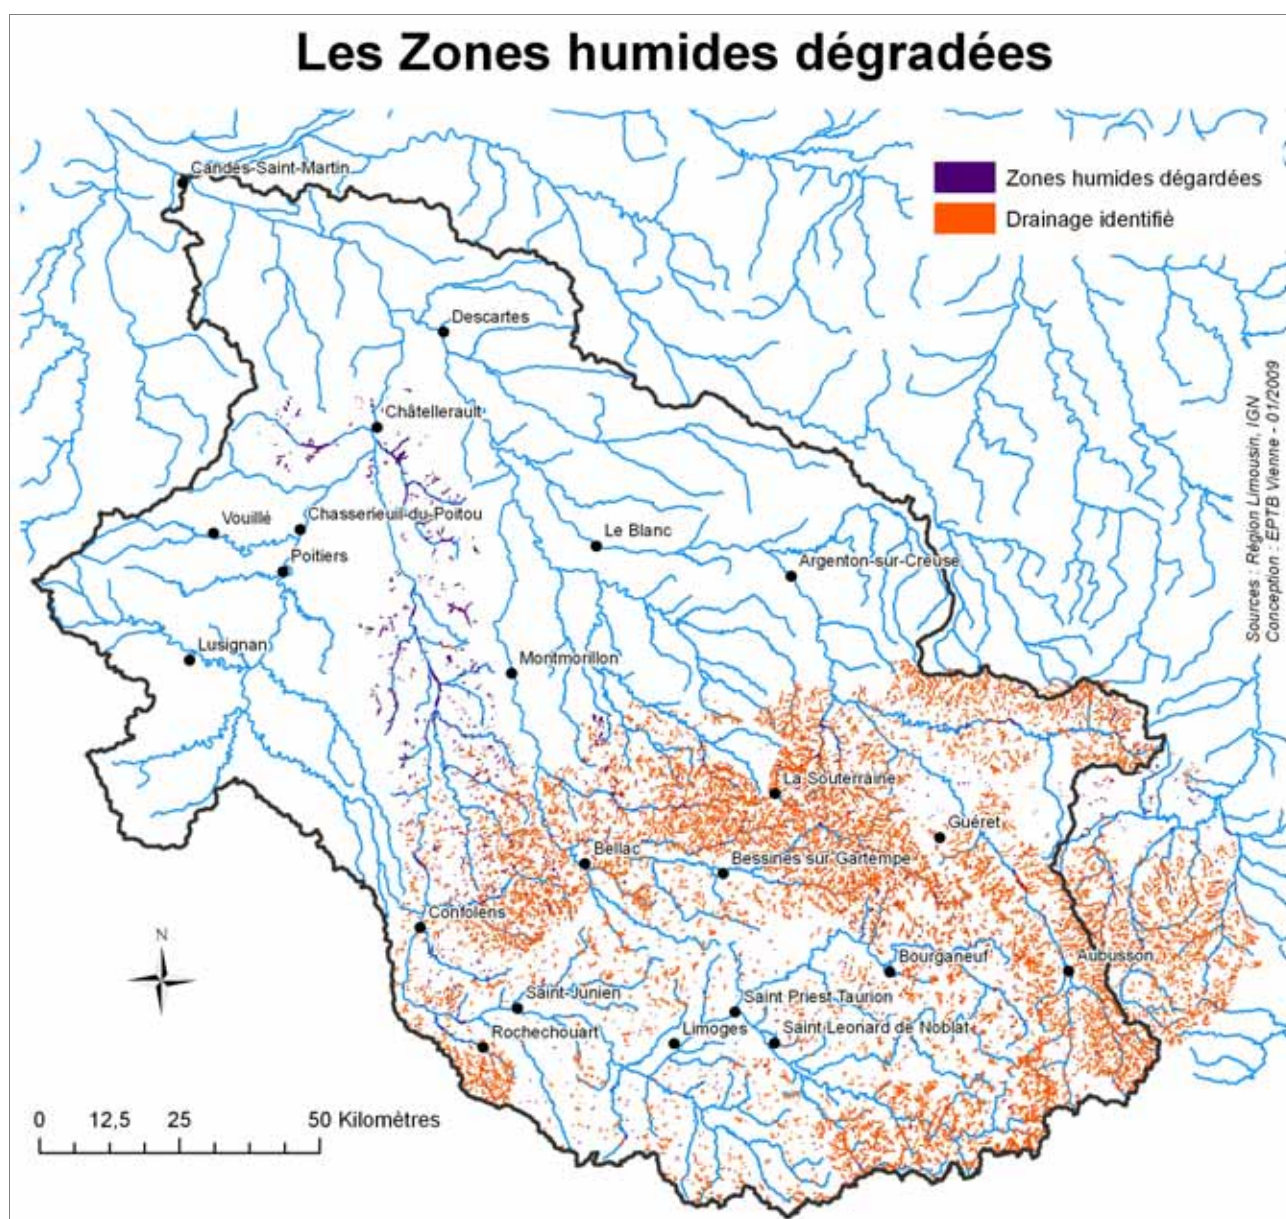 Les Zones humides dégradées
Zones humides dégardées
Drainage identifié
Candes-Saint-Martin
Descartes
Châtellerault
Vouillé
Chasserieuil-du-Poitou
Poitiers
Le Blanc
Argenton-sur-Creuse
Lusignan
Montmorillon
La Souterraine
Guéret
Bellac
Bessines sur Gartempe
Confolens
Bourganeuf
Aubusson
Saint-Junien
Saint Priest Taurion
Rochechouart
Limoges
Saint Leonard de Noblat
N
0 12,5 25 50 Kilomètres
Sources : Région Limousin, IGN
Conception : EPTB Vienne - 01/2009